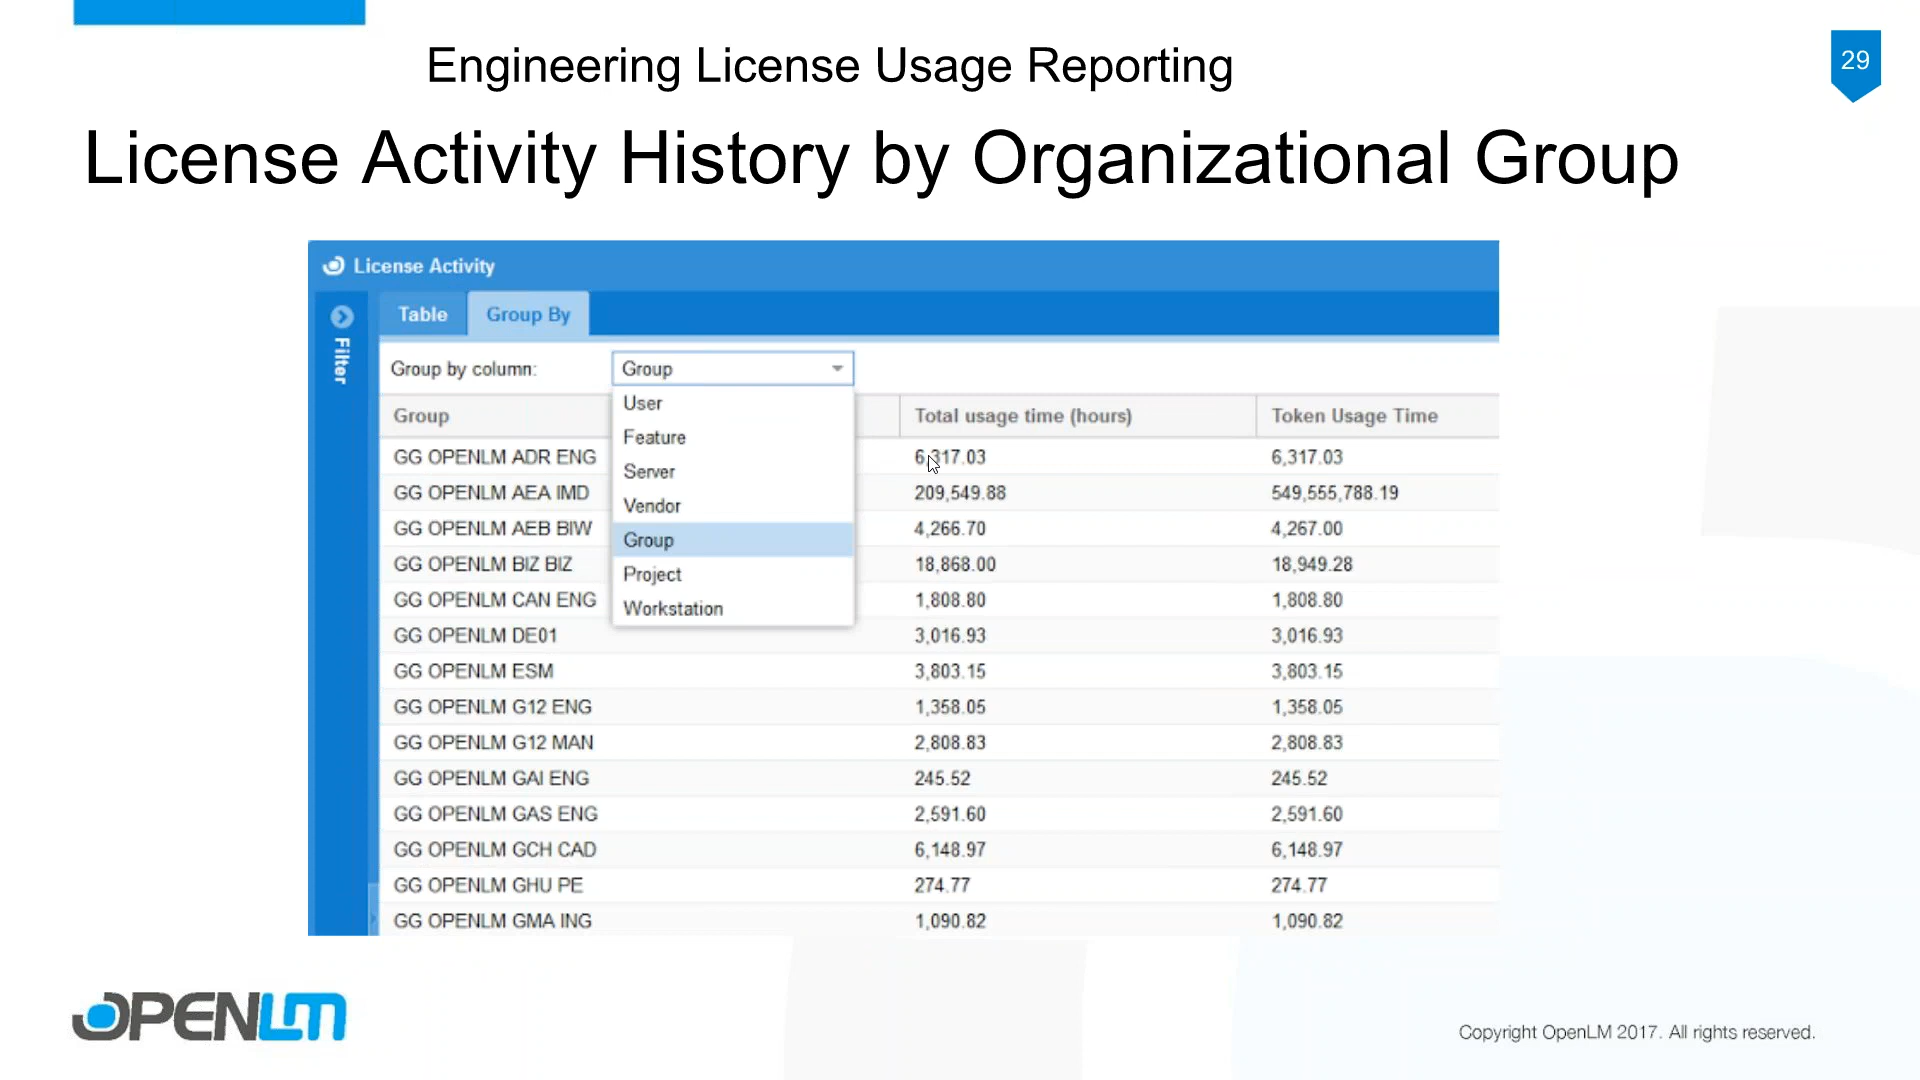 Engineering License Usage Reporting
29
License Activity History by Organizational Group
License Activity
Filter
Table Group By
Group by column: Group
User
Feature
Server
Vendor
Group
Project
Workstation
Group Total usage time (hours) Token Usage Time
GG OPENLM ADR ENG 6,317.03 6,317.03
GG OPENLM AEA IMD 209,549.88 549,555,788.19
GG OPENLM AEB BIW 4,266.70 4,267.00
GG OPENLM BIZ BIZ 18,868.00 18,949.28
GG OPENLM CAN ENG 1,808.80 1,808.80
GG OPENLM DE01 3,016.93 3,016.93
GG OPENLM ESM 3,803.15 3,803.15
GG OPENLM G12 ENG 1,358.05 1,358.05
GG OPENLM G12 MAN 2,808.83 2,808.83
GG OPENLM GAI ENG 245.52 245.52
GG OPENLM GAS ENG 2,591.60 2,591.60
GG OPENLM GCH CAD 6,148.97 6,148.97
GG OPENLM GHU PE 274.77 274.77
GG OPENLM GMA ING 1,090.82 1,090.82
OPENLM
Copyright OpenLM 2017. All rights reserved.